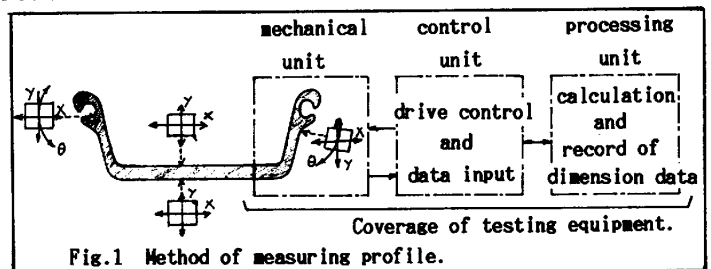 mechanical control processing
unit unit unit
Y X θ
Y X
Y X
X θ Y
drive control
and
data input
calculation
and
record of
dimension data
Coverage of testing equipment.
Fig.1 Method of measuring profile.